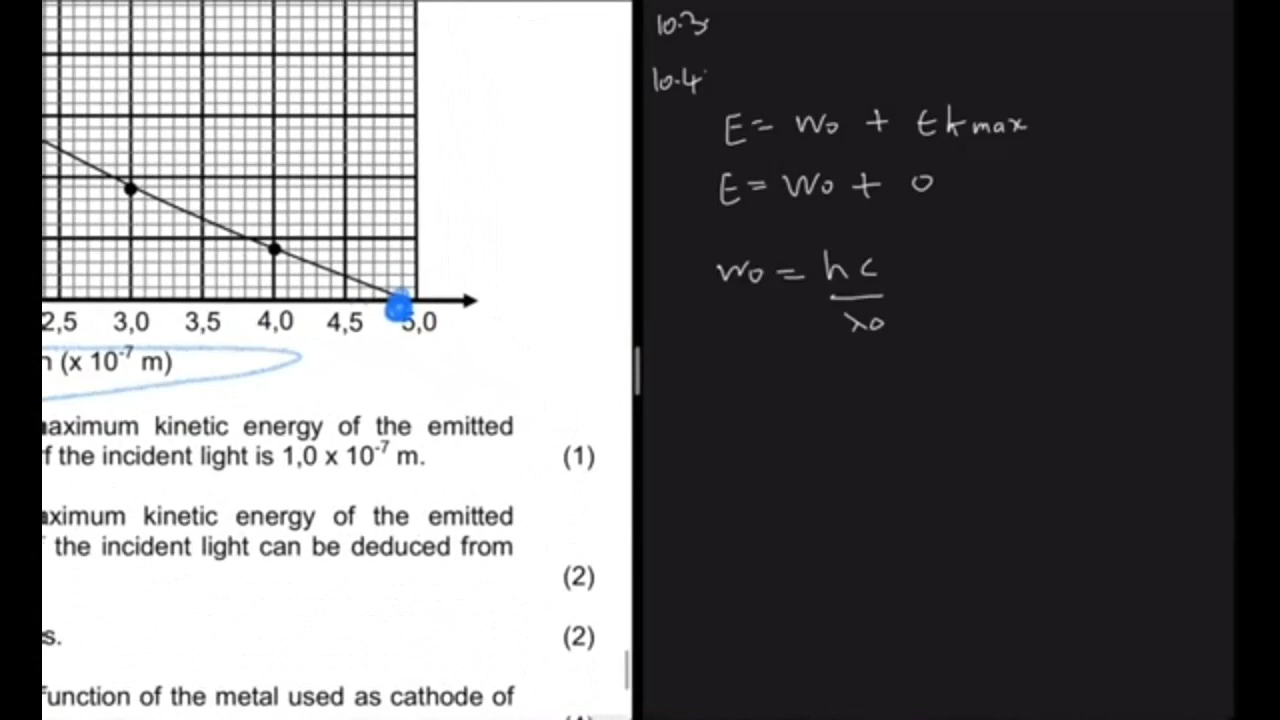 2,5 3,0 3,5 4,0 4,5 5,0
(x 10⁻⁷ m)
maximum kinetic energy of the emitted
f the incident light is 1,0 x 10⁻⁷ m. (1)
aximum kinetic energy of the emitted
the incident light can be deduced from
(2)
s. (2)
function of the metal used as cathode of
10.3
10.4
E = W0 + Ekmax
E = W0 + 0
W0 = hc
λ0